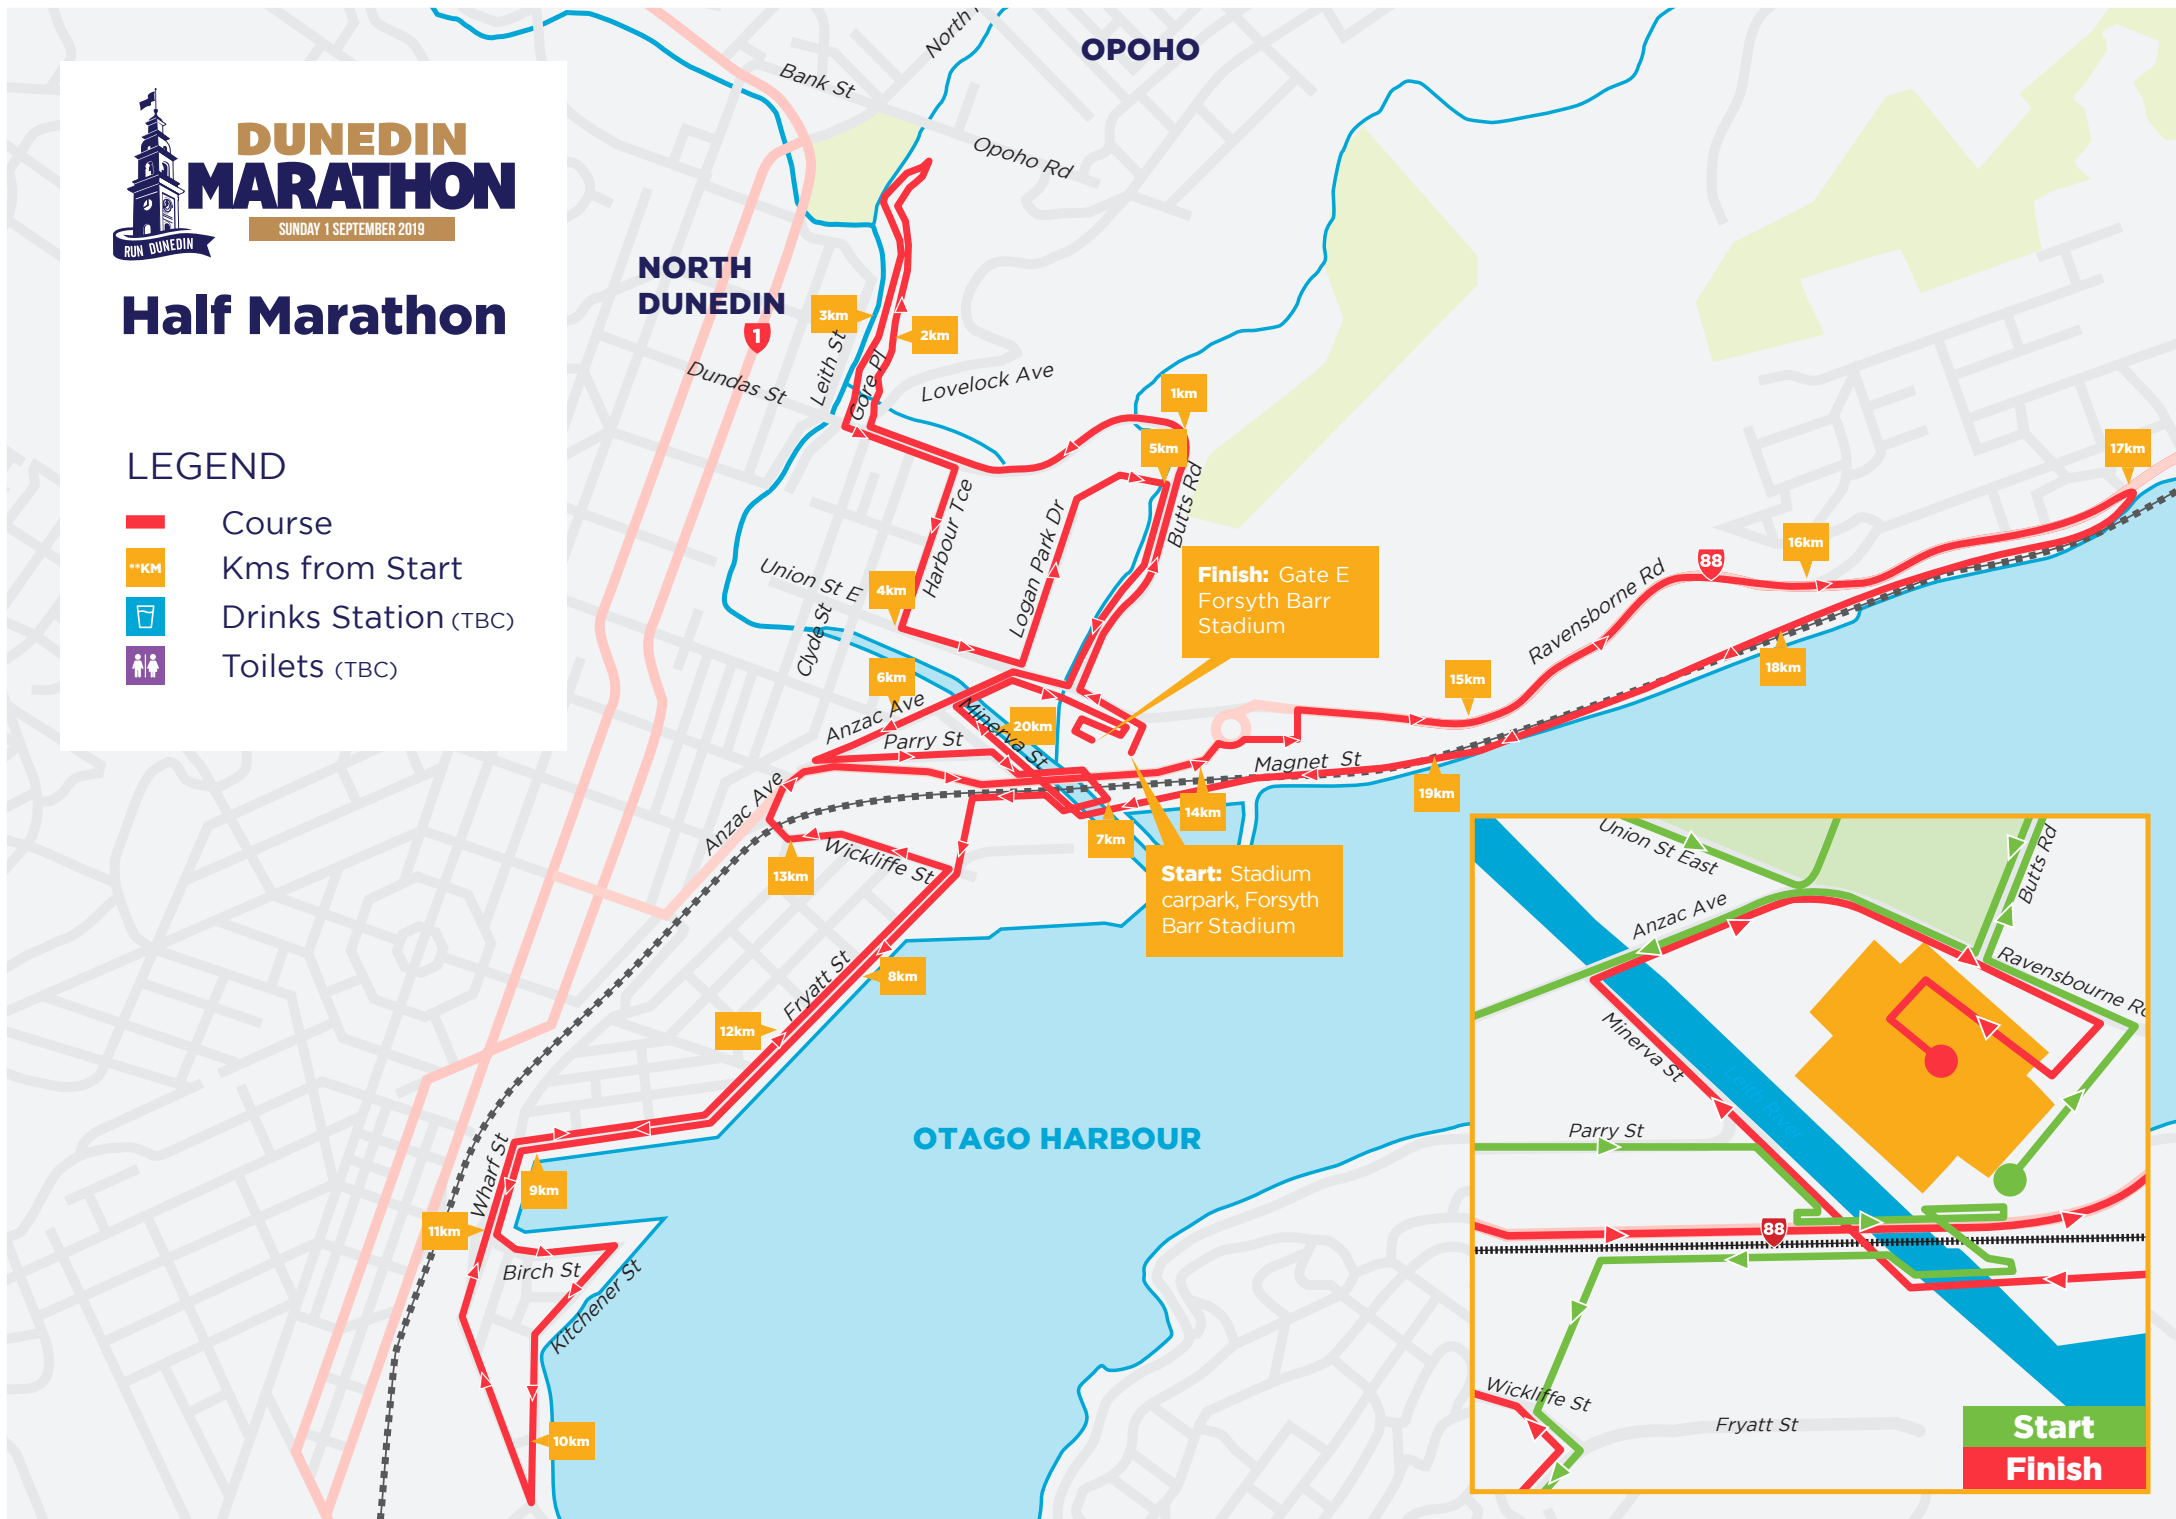 DUNEDIN
MARATHON
SUNDAY 1 SEPTEMBER 2019
RUN DUNEDIN
Half Marathon
LEGEND
Course
**KM
Kms from Start
Drinks Station (TBC)
Toilets (TBC)
OPOHO
North
Bank St
Opoho Rd
NORTH
DUNEDIN
1
3km
2km
Leith St
Gore Pl
Dundas St
Lovelock Ave
1km
5km
Butts Rd
17km
Harbour Tce
Logan Park Dr
Union St E
4km
Clyde St
16km
88
Ravensborne Rd
Finish: Gate E
Forsyth Barr
Stadium
18km
15km
6km
Anzac Ave
Minerva St
20km
Parry St
Magnet St
19km
14km
7km
Anzac Ave
Wickliffe St
13km
Start: Stadium
carpark, Forsyth
Barr Stadium
Fryatt St
8km
12km
OTAGO HARBOUR
Wharf St
9km
11km
Birch St
Kitchener St
10km
Union St East
Butts Rd
Anzac Ave
Ravensbourne Rd
Minerva St
Leith River
Parry St
88
Wickliffe St
Fryatt St
Start
Finish